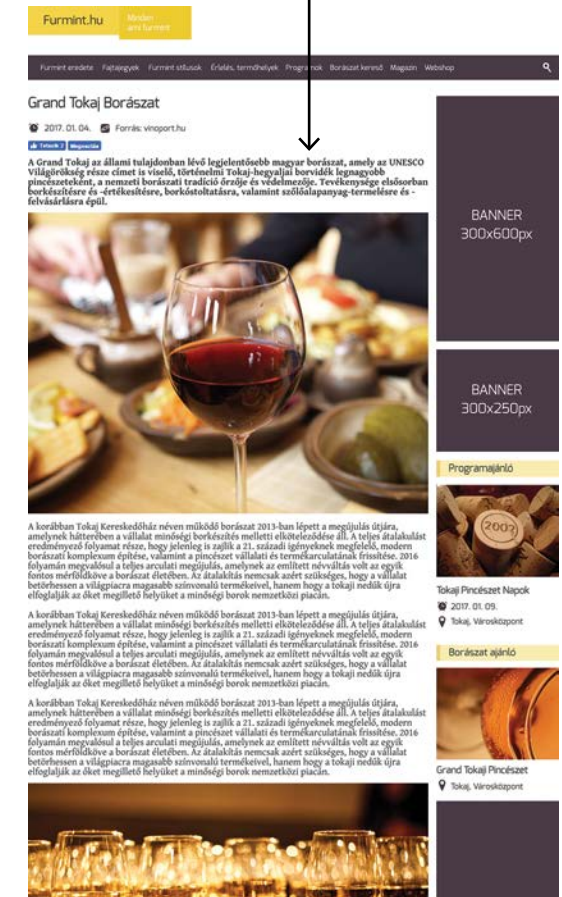 Furmint.hu
Minden
ami furmint
Furmint eredete Fajtajegyek Furmint stílusok Érlelés, termőhelyek Programok Borászat kereső Magazin Webshop
Grand Tokaj Borászat
2017. 01. 04. Forrás: vinoport.hu
Tetszik 2 Megosztás
A Grand Tokaj az állami tulajdonban lévő legjelentősebb magyar borászat, amely az UNESCO
Világörökség része címet is viselő, történelmi Tokaj-hegyaljai borvidék legnagyobb
pincészeteként, a nemzeti borászati tradíció őrzője és védelmezője. Tevékenysége elsősorban
borkészítésre és -értékesítésre, borkóstoltatásra, valamint szőlőalapanyag-termelésre és -
felvásárlásra épül.
A korábban Tokaj Kereskedőház néven működő borászat 2013-ban lépett a megújulás útjára,
amelynek hátterében a vállalat minőségi borkészítés melletti elköteleződése áll. A teljes átalakulást
eredményező folyamat része, hogy jelenleg is zajlik a 21. századi igényeknek megfelelő, modern
borászati komplexum építése, valamint a pincészet vállalati és termékarculatának frissítése. 2016
folyamán megvalósul a teljes arculati megújulás, amelynek az említett névváltás volt az egyik
fontos mérföldköve a borászat életében. Az átalakítás nemcsak azért szükséges, hogy a vállalat
betörhessen a világpiacra magasabb színvonalú termékeivel, hanem hogy a tokaji nedűk újra
elfoglalják az őket megillető helyüket a minőségi borok nemzetközi piacán.
A korábban Tokaj Kereskedőház néven működő borászat 2013-ban lépett a megújulás útjára,
amelynek hátterében a vállalat minőségi borkészítés melletti elköteleződése áll. A teljes átalakulást
eredményező folyamat része, hogy jelenleg is zajlik a 21. századi igényeknek megfelelő, modern
borászati komplexum építése, valamint a pincészet vállalati és termékarculatának frissítése. 2016
folyamán megvalósul a teljes arculati megújulás, amelynek az említett névváltás volt az egyik
fontos mérföldköve a borászat életében. Az átalakítás nemcsak azért szükséges, hogy a vállalat
betörhessen a világpiacra magasabb színvonalú termékeivel, hanem hogy a tokaji nedűk újra
elfoglalják az őket megillető helyüket a minőségi borok nemzetközi piacán.
A korábban Tokaj Kereskedőház néven működő borászat 2013-ban lépett a megújulás útjára,
amelynek hátterében a vállalat minőségi borkészítés melletti elköteleződése áll. A teljes átalakulást
eredményező folyamat része, hogy jelenleg is zajlik a 21. századi igényeknek megfelelő, modern
borászati komplexum építése, valamint a pincészet vállalati és termékarculatának frissítése. 2016
folyamán megvalósul a teljes arculati megújulás, amelynek az említett névváltás volt az egyik
fontos mérföldköve a borászat életében. Az átalakítás nemcsak azért szükséges, hogy a vállalat
betörhessen a világpiacra magasabb színvonalú termékeivel, hanem hogy a tokaji nedűk újra
elfoglalják az őket megillető helyüket a minőségi borok nemzetközi piacán.
BANNER
300x600px
BANNER
300x250px
Programajánló
2003
Tokaji Pincészet Napok
2017. 01. 09.
Tokaj, Városközpont
Borászat ajánló
Grand Tokaji Pincészet
Tokaj, Városközpont